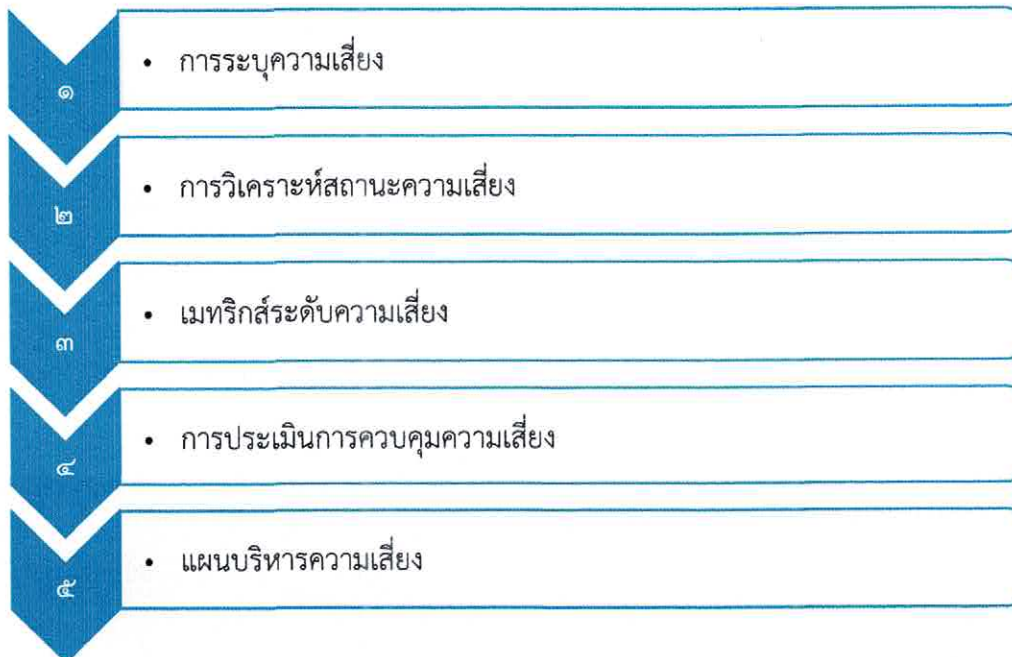 ๑
• การระบุความเสี่ยง
๒
• การวิเคราะห์สถานะความเสี่ยง
๓
• เมทริกส์ระดับความเสี่ยง
๔
• การประเมินการควบคุมความเสี่ยง
๕
• แผนบริหารความเสี่ยง